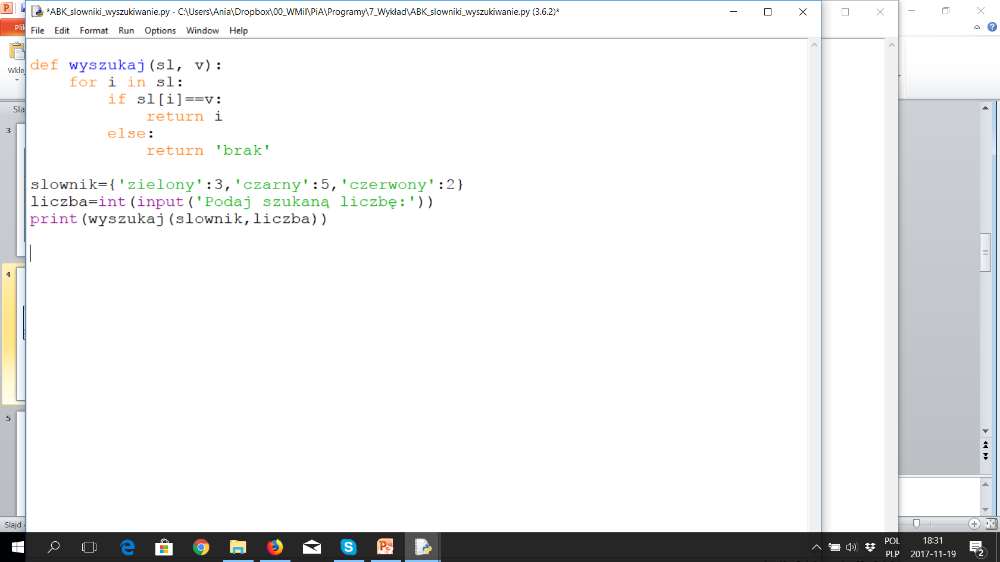 *ABK_slowniki_wyszukiwanie.py - C:\Users\Ania\Dropbox\00_WMiI\PiA\Programy\7_Wykład\ABK_slowniki_wyszukiwanie.py (3.6.2)*
File Edit Format Run Options Window Help
Plik
def wyszukaj(sl, v):
    for i in sl:
        if sl[i]==v:
            return i
        else:
            return 'brak'
slownik={'zielony':3,'czarny':5,'czerwony':2}
liczba=int(input('Podaj szukaną liczbę:'))
print(wyszukaj(slownik,liczba))
Wklej
Slaj
3
4
5
Slajd
POL
PLP
18:31
2017-11-19
2